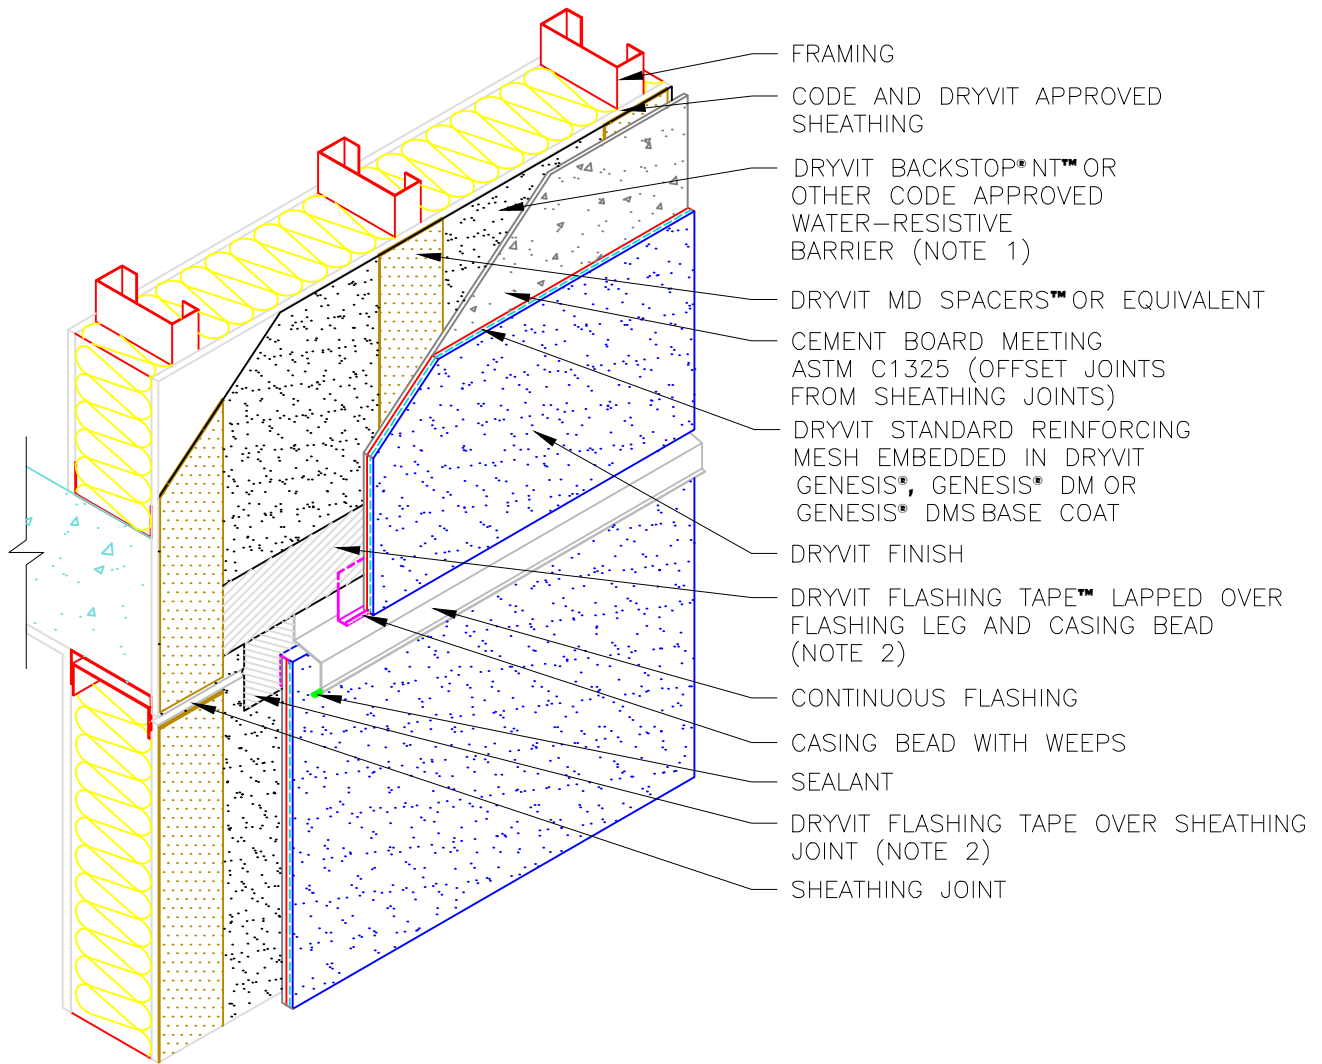 FRAMING
CODE AND DRYVIT APPROVED
SHEATHING
DRYVIT BACKSTOP® NT™ OR
OTHER CODE APPROVED
WATER-RESISTIVE
BARRIER (NOTE 1)
DRYVIT MD SPACERS™ OR EQUIVALENT
CEMENT BOARD MEETING
ASTM C1325 (OFFSET JOINTS
FROM SHEATHING JOINTS)
DRYVIT STANDARD REINFORCING
MESH EMBEDDED IN DRYVIT
GENESIS®, GENESIS® DM OR
GENESIS® DMS BASE COAT
DRYVIT FINISH
DRYVIT FLASHING TAPE™ LAPPED OVER
FLASHING LEG AND CASING BEAD
(NOTE 2)
CONTINUOUS FLASHING
CASING BEAD WITH WEEPS
SEALANT
DRYVIT FLASHING TAPE OVER SHEATHING
JOINT (NOTE 2)
SHEATHING JOINT